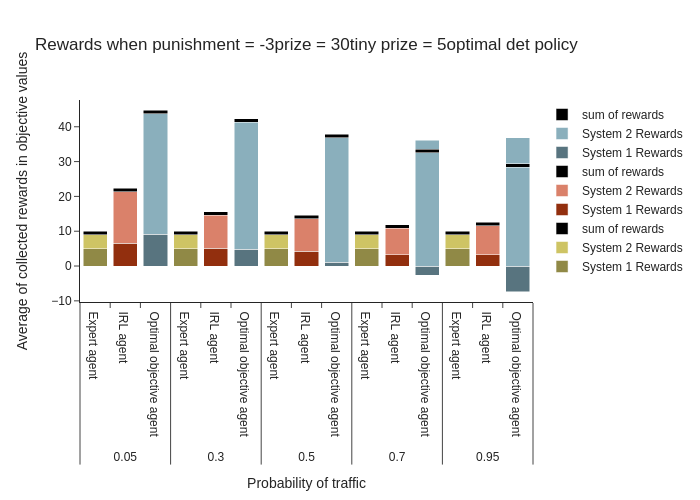 Rewards when punishment = -3prize = 30tiny prize = 5optimal det policy
Average of collected rewards in objective values
40
30
20
10
0
−10
sum of rewards
System 2 Rewards
System 1 Rewards
sum of rewards
System 2 Rewards
System 1 Rewards
sum of rewards
System 2 Rewards
System 1 Rewards
Expert agent
IRL agent
Optimal objective agent
Expert agent
IRL agent
Optimal objective agent
Expert agent
IRL agent
Optimal objective agent
Expert agent
IRL agent
Optimal objective agent
Expert agent
IRL agent
Optimal objective agent
0.05
0.3
0.5
0.7
0.95
Probability of traffic